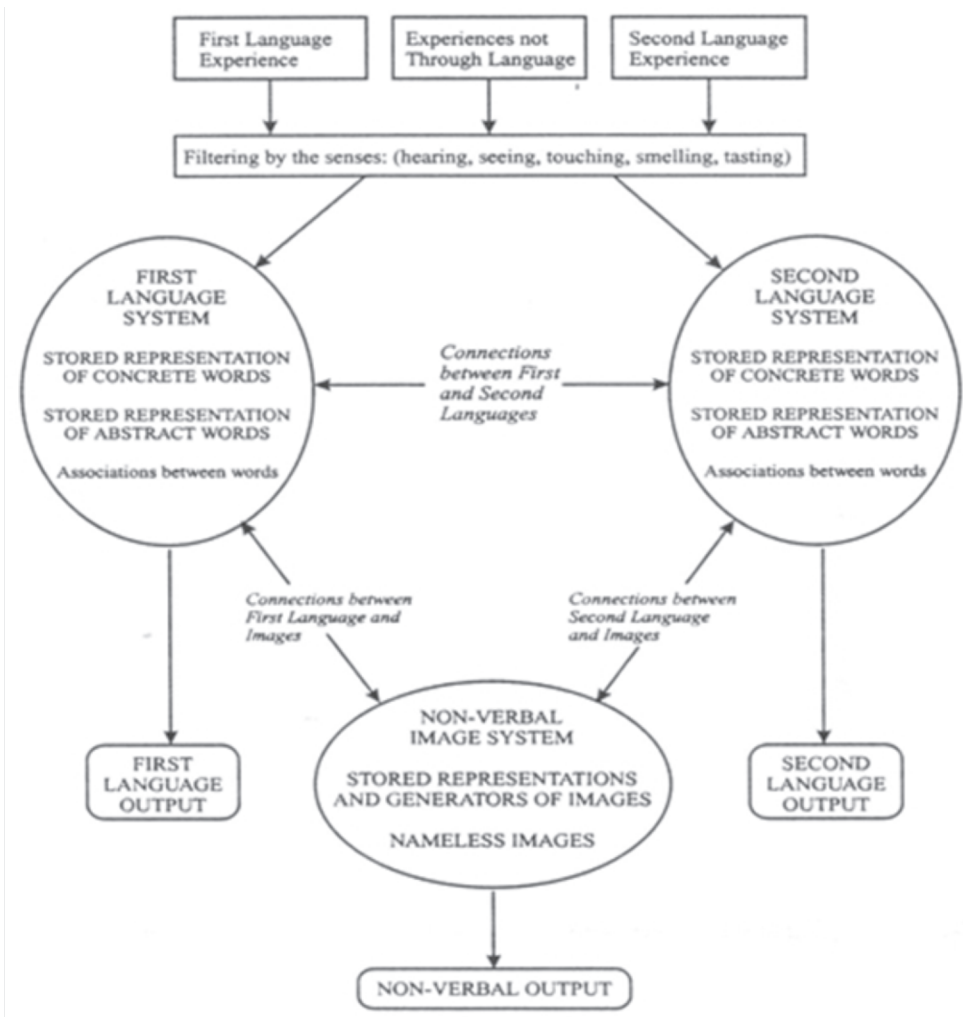 First Language
Experience
Experiences not
Through Language
Second Language
Experience
Filtering by the senses: (hearing, seeing, touching, smelling, tasting)
FIRST
LANGUAGE
SYSTEM
STORED REPRESENTATION
OF CONCRETE WORDS
STORED REPRESENTATION
OF ABSTRACT WORDS
Associations between words
Connections
between First
and Second
Languages
SECOND
LANGUAGE
SYSTEM
STORED REPRESENTATION
OF CONCRETE WORDS
STORED REPRESENTATION
OF ABSTRACT WORDS
Associations between words
Connections between
First Language and
Images
Connections between
Second Language
and Images
FIRST
LANGUAGE
OUTPUT
NON-VERBAL
IMAGE SYSTEM
STORED REPRESENTATIONS
AND GENERATORS OF IMAGES
NAMELESS IMAGES
SECOND
LANGUAGE
OUTPUT
NON-VERBAL OUTPUT